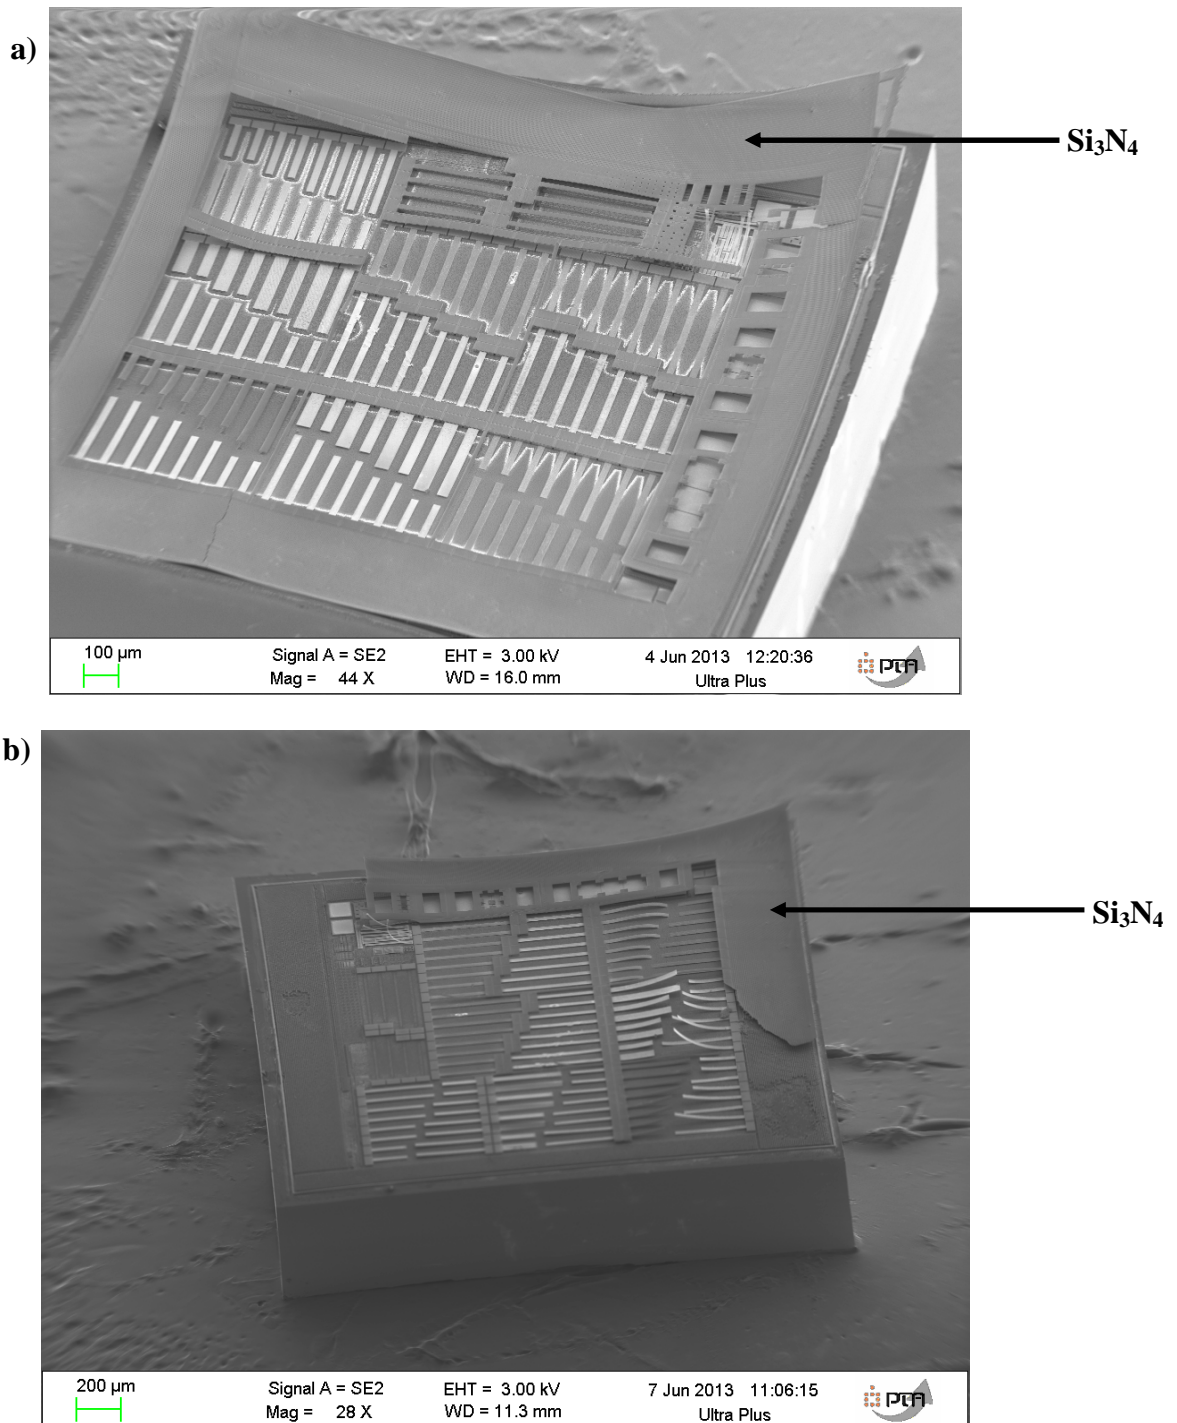 a)
Si₃N₄
100 µm
Signal A = SE2
EHT = 3.00 kV
4 Jun 2013 12:20:36
Mag = 44 X
WD = 16.0 mm
Ultra Plus
PTA
b)
Si₃N₄
200 µm
Signal A = SE2
EHT = 3.00 kV
7 Jun 2013 11:06:15
Mag = 28 X
WD = 11.3 mm
Ultra Plus
PTA